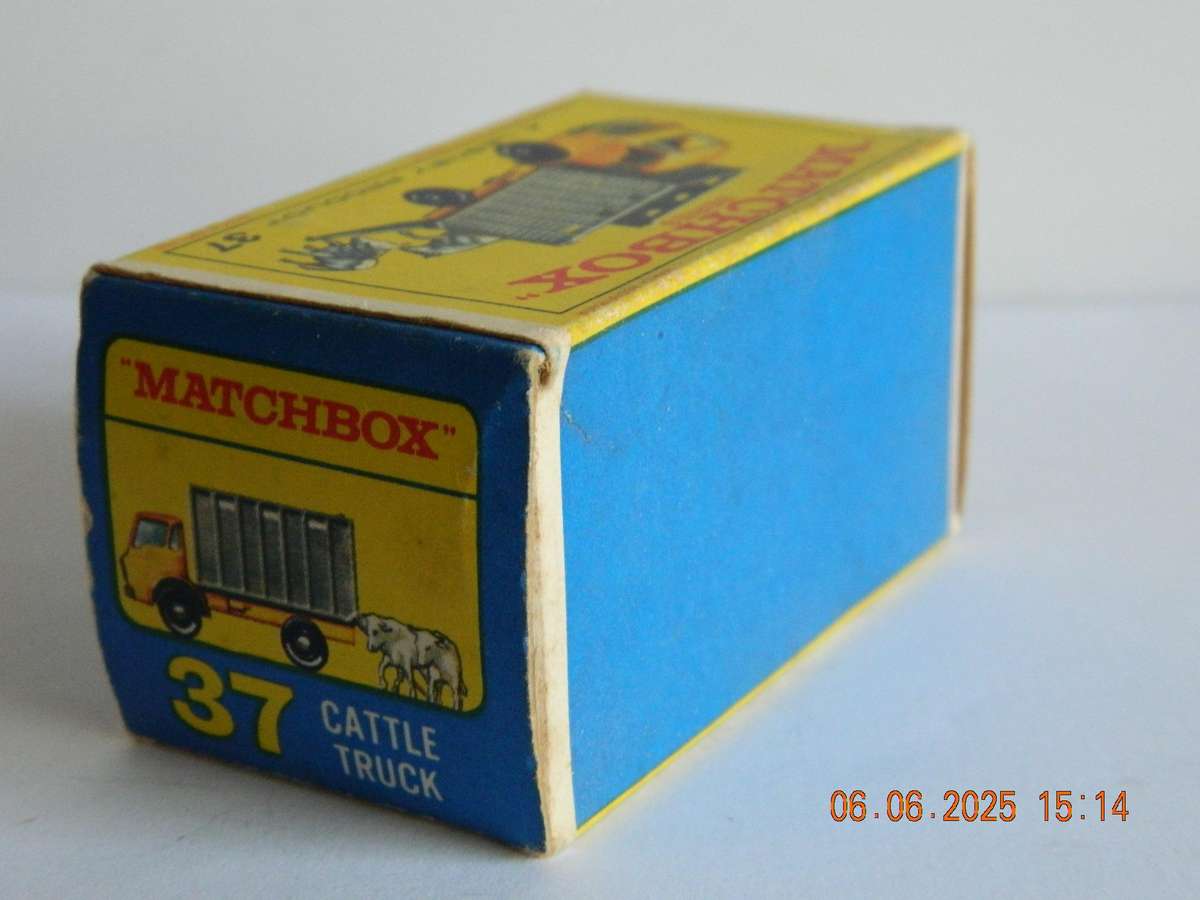 "MATCHBOX"
37
"MATCHBOX"
37 CATTLE
TRUCK
06.06.2025 15:14